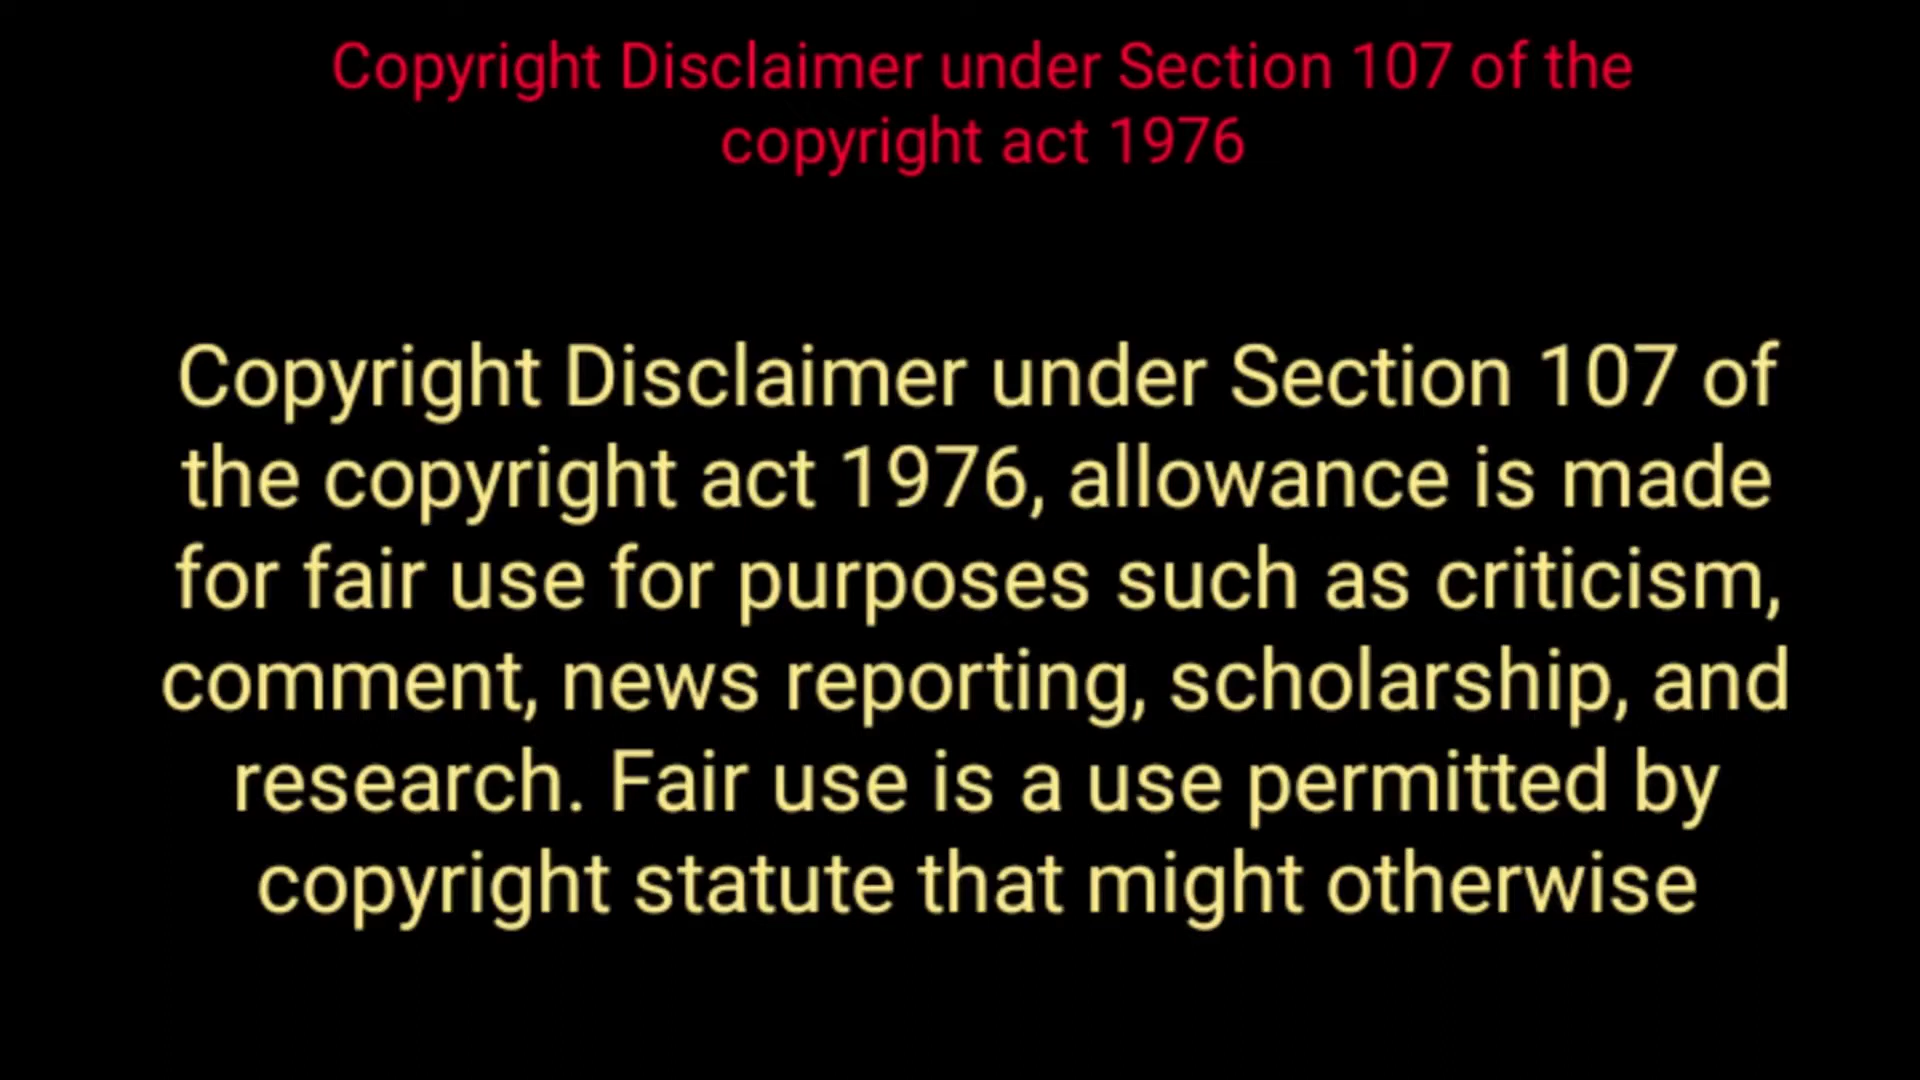 Copyright Disclaimer under Section 107 of the
copyright act 1976
Copyright Disclaimer under Section 107 of
the copyright act 1976, allowance is made
for fair use for purposes such as criticism,
comment, news reporting, scholarship, and
research. Fair use is a use permitted by
copyright statute that might otherwise